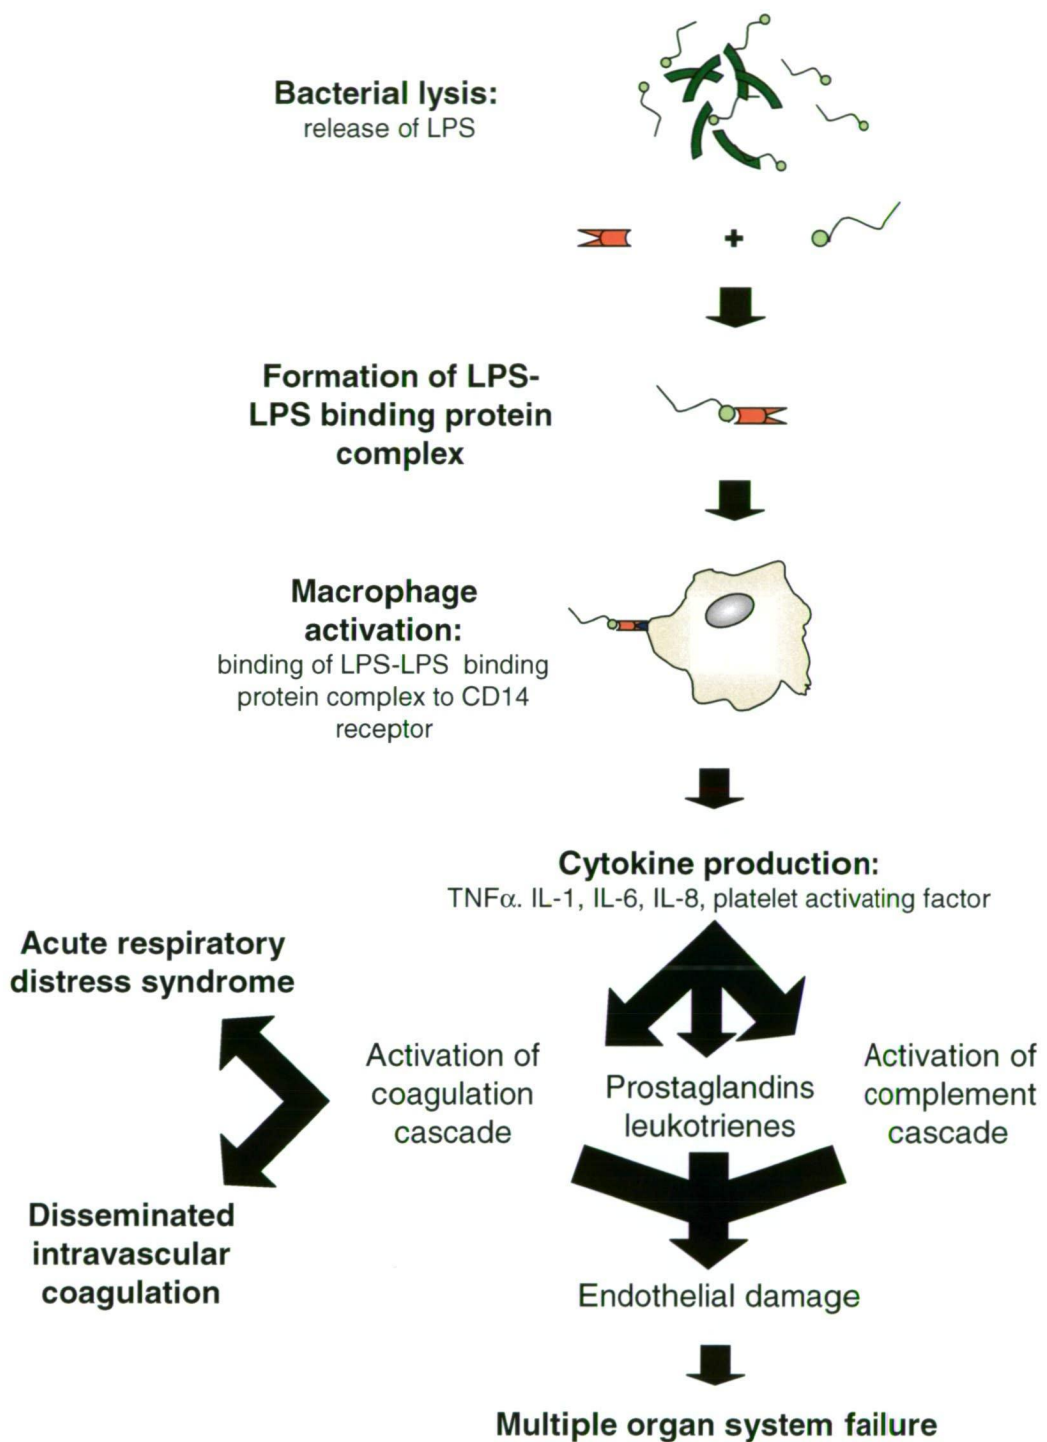 Bacterial lysis:
release of LPS
+
Formation of LPS-
LPS binding protein
complex
Macrophage
activation:
binding of LPS-LPS binding
protein complex to CD14
receptor
Cytokine production:
TNFα. IL-1, IL-6, IL-8, platelet activating factor
Acute respiratory
distress syndrome
Activation of
coagulation
cascade
Prostaglandins
leukotrienes
Activation of
complement
cascade
Disseminated
intravascular
coagulation
Endothelial damage
Multiple organ system failure